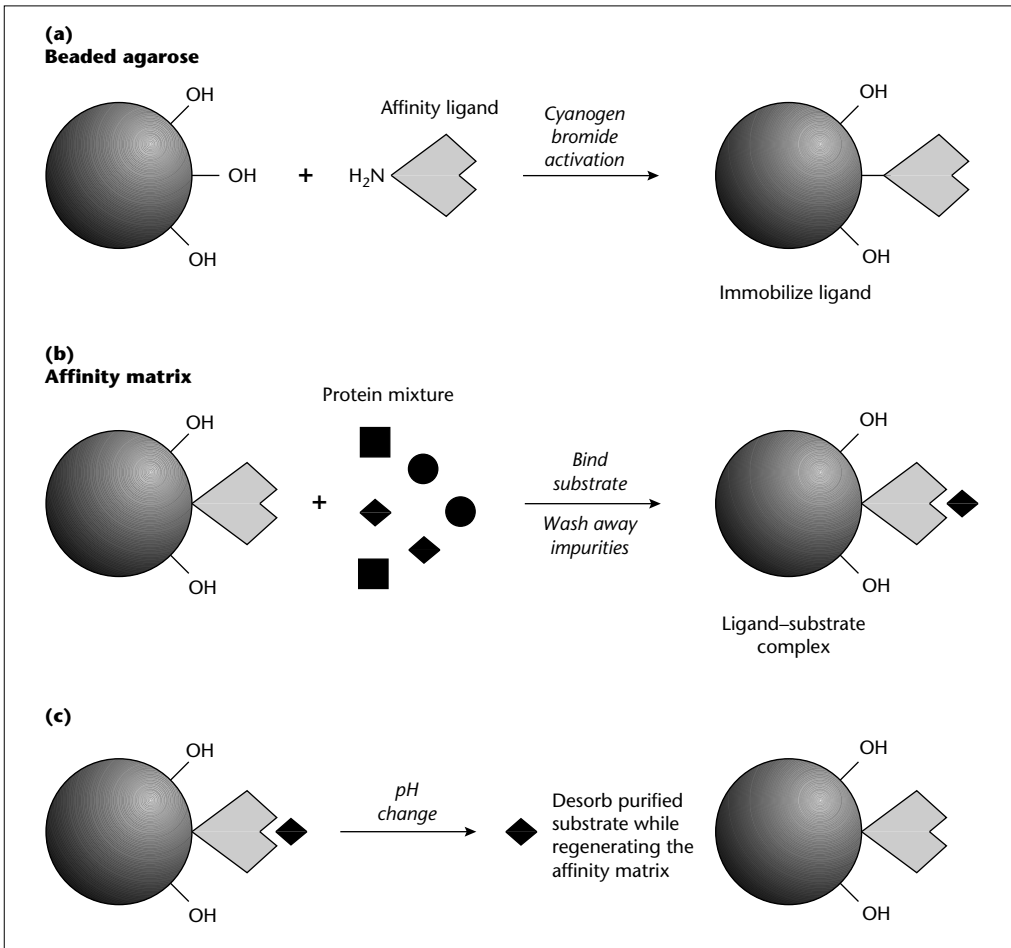 (a)
Beaded agarose
OH
OH
OH
+
H₂N
Affinity ligand
Cyanogen
bromide
activation
OH
OH
Immobilize ligand
(b)
Affinity matrix
OH
OH
+
Protein mixture
Bind
substrate
Wash away
impurities
OH
OH
Ligand–substrate
complex
(c)
OH
OH
pH
change
Desorb purified
substrate while
regenerating the
affinity matrix
OH
OH